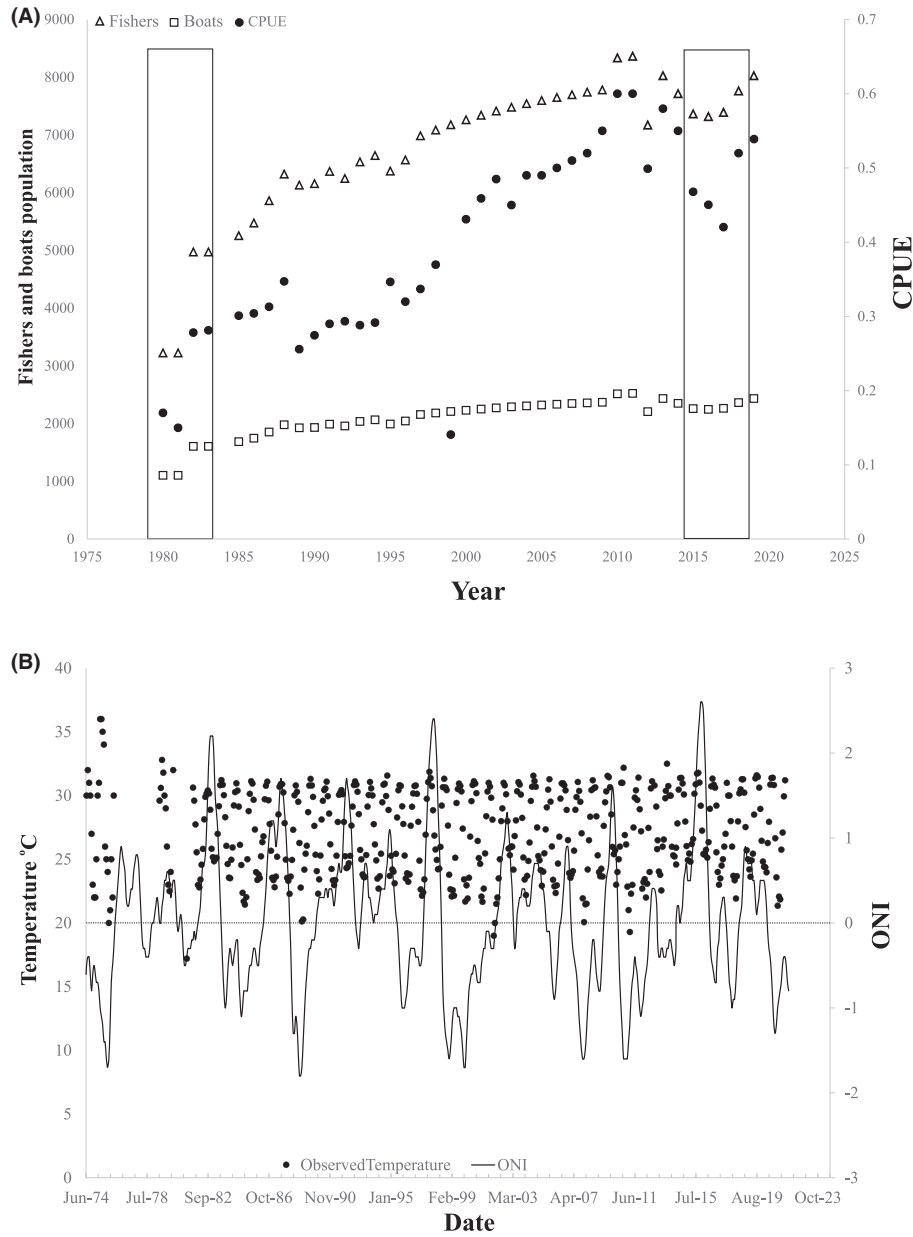 (A)
△ Fishers □ Boats ● CPUE
9000
8000
7000
6000
5000
4000
3000
2000
1000
0
Fishers and boats population
0.7
0.6
0.5
0.4
0.3
0.2
0.1
0
CPUE
1975 1980 1985 1990 1995 2000 2005 2010 2015 2020 2025
Year
(B)
40
35
30
25
20
15
10
5
0
Temperature °C
3
2
1
0
-1
-2
-3
ONI
● ObservedTemperature — ONI
Jun-74 Jul-78 Sep-82 Oct-86 Nov-90 Jan-95 Feb-99 Mar-03 Apr-07 Jun-11 Jul-15 Aug-19 Oct-23
Date